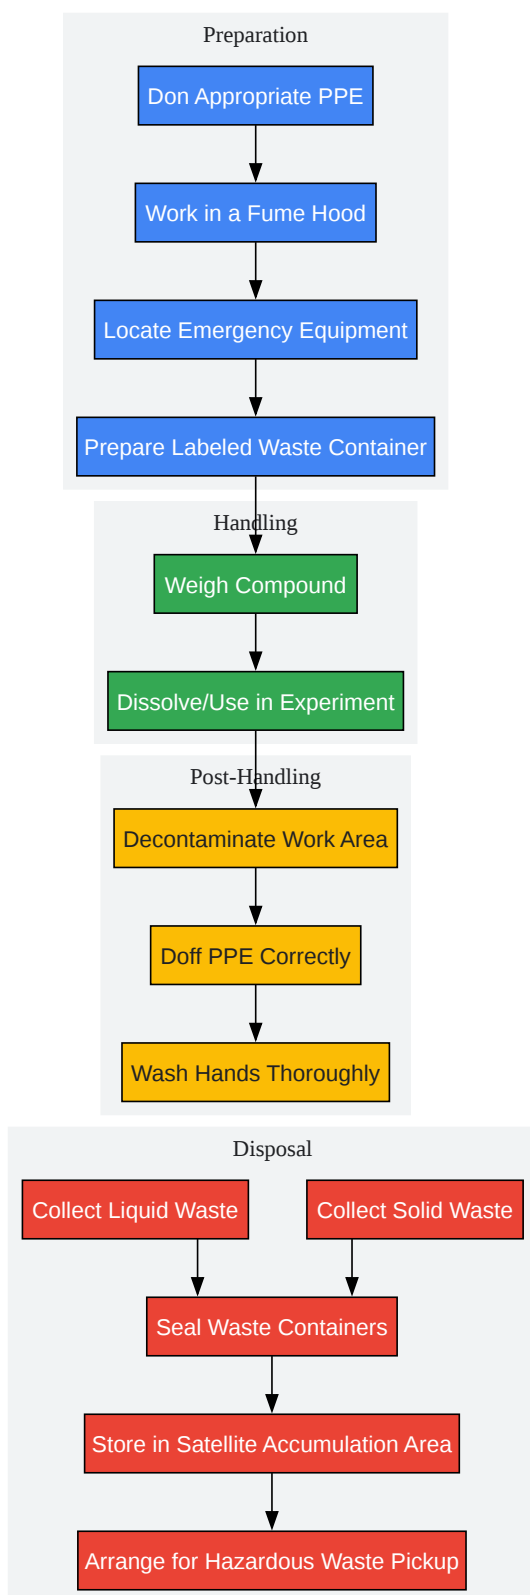 Preparation
Don Appropriate PPE
Work in a Fume Hood
Locate Emergency Equipment
Prepare Labeled Waste Container
Handling
Weigh Compound
Dissolve/Use in Experiment
Post-Handling
Decontaminate Work Area
Doff PPE Correctly
Wash Hands Thoroughly
Disposal
Collect Liquid Waste
Collect Solid Waste
Seal Waste Containers
Store in Satellite Accumulation Area
Arrange for Hazardous Waste Pickup